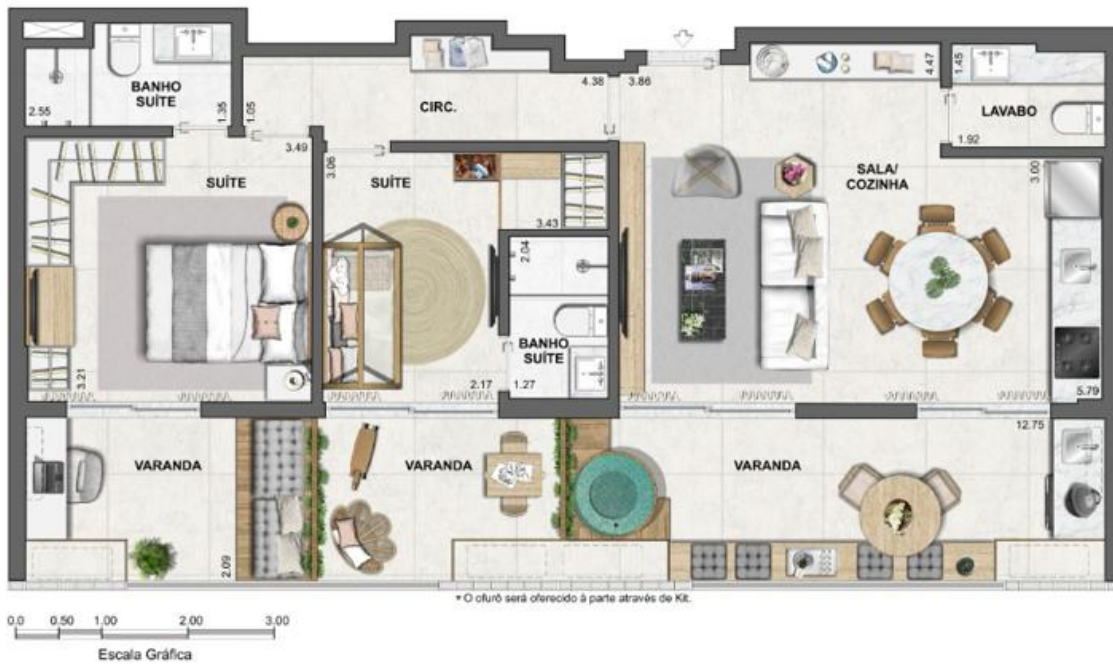 BANHO
SUÍTE
2.55
1.35
1.05
CIRC.
4.38
3.86
4.47
1.45
LAVABO
1.92
3.49
SUÍTE
3.06
SUÍTE
3.43
SALA/
COZINHA
3.00
2.04
BANHO
SUÍTE
3.21
2.17
1.27
5.79
12.75
VARANDA
VARANDA
VARANDA
2.09
* O ofurô será oferecido à parte através de Kit.
0.0 0.50 1.00 2.00 3.00
Escala Gráfica